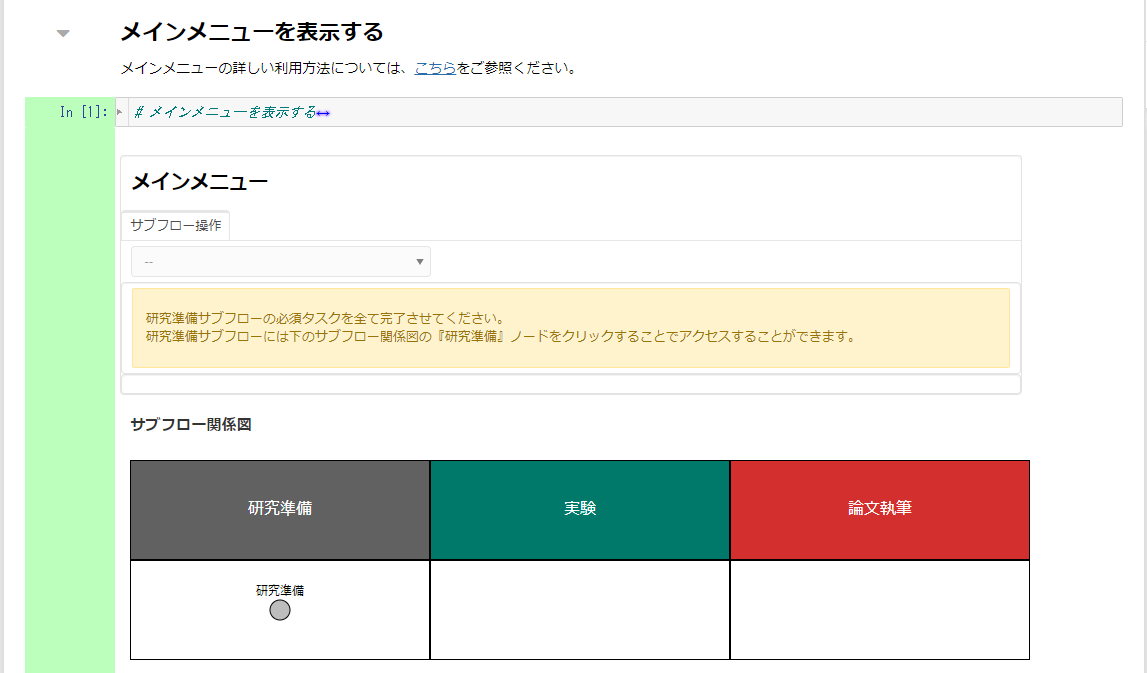 メインメニューを表示する
メインメニューの詳しい利用方法については、こちらをご参照ください。
In [1]:
# メインメニューを表示する
メインメニュー
サブフロー操作
--
研究準備サブフローの必須タスクを全て完了させてください。
研究準備サブフローには下のサブフロー関係図の『研究準備』ノードをクリックすることでアクセスすることができます。
サブフロー関係図
研究準備
実験
論文執筆
研究準備